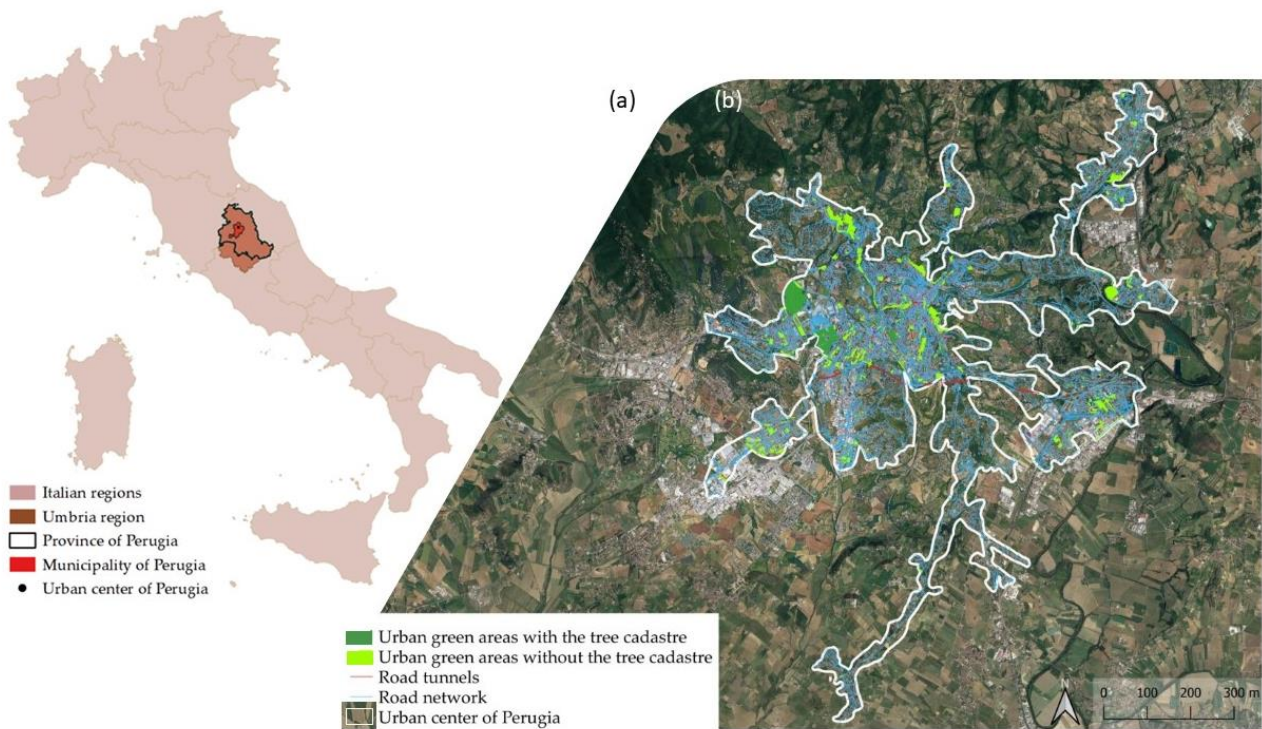 (a)
(b)
Italian regions
Umbria region
Province of Perugia
Municipality of Perugia
Urban center of Perugia
Urban green areas with the tree cadastre
Urban green areas without the tree cadastre
Road tunnels
Road network
Urban center of Perugia
N
0 100 200 300 m